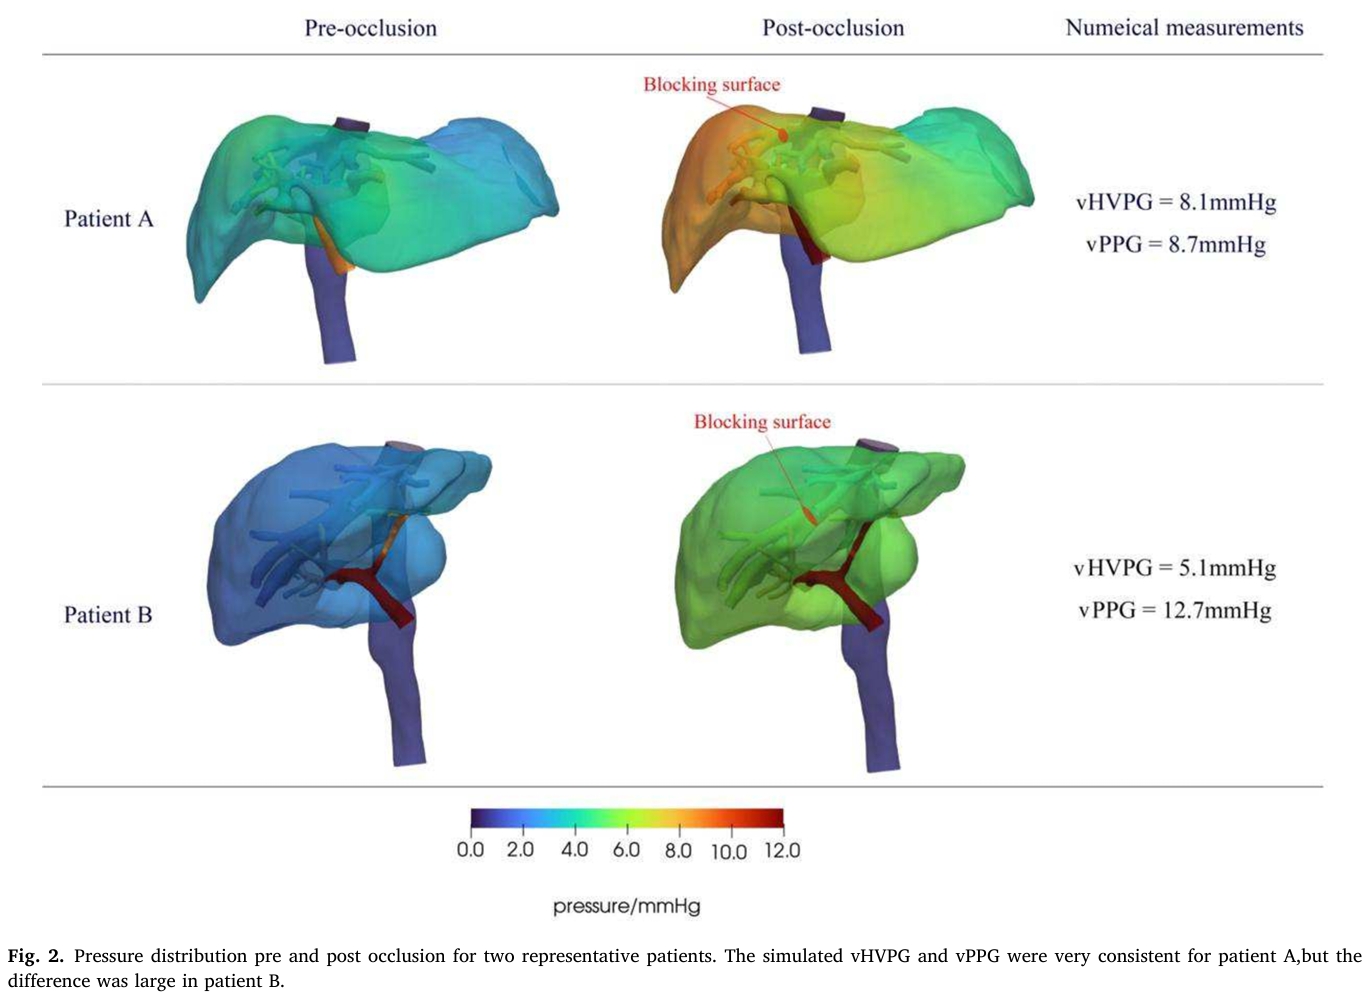 Pre-occlusion Post-occlusion Numeical measurements
Blocking surface
Patient A
vHVPG = 8.1mmHg
vPPG = 8.7mmHg
Blocking surface
Patient B
vHVPG = 5.1mmHg
vPPG = 12.7mmHg
0.0 2.0 4.0 6.0 8.0 10.0 12.0
pressure/mmHg
Fig. 2. Pressure distribution pre and post occlusion for two representative patients. The simulated vHVPG and vPPG were very consistent for patient A,but the
difference was large in patient B.